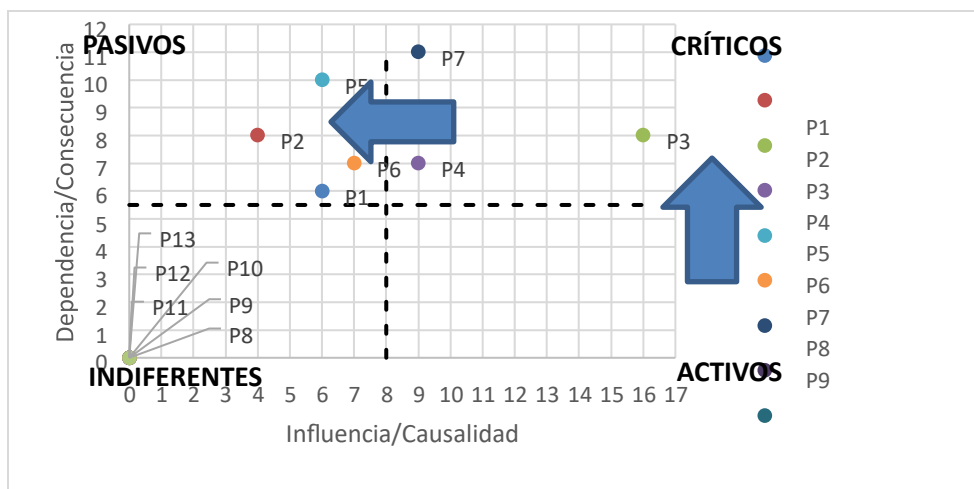 PASIVOS
CRÍTICOS
Dependencia/Consecuencia
12
11
10
9
8
7
6
5
4
3
2
1
0
P7
P5
P2
P3
P6
P4
P1
P13
P12
P10
P11
P9
P8
INDIFERENTES
ACTIVOS
0 1 2 3 4 5 6 7 8 9 10 11 12 13 14 15 16 17
Influencia/Causalidad
P1
P2
P3
P4
P5
P6
P7
P8
P9